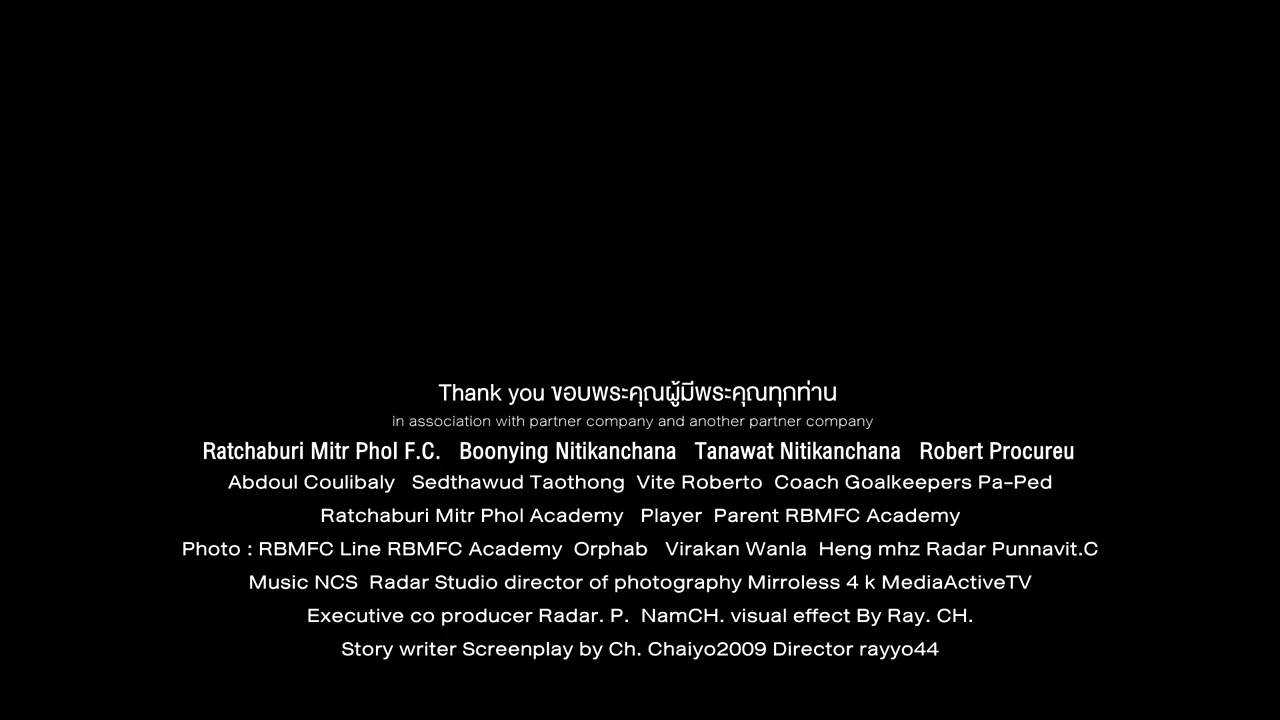 Thank you ขอบพระคุณผู้มีพระคุณทุกท่าน
in association with partner company and another partner company
Ratchaburi Mitr Phol F.C. Boonying Nitikanchana Tanawat Nitikanchana Robert Procureu
Abdoul Coulibaly Sedthawud Taothong Vite Roberto Coach Goalkeepers Pa-Ped
Ratchaburi Mitr Phol Academy Player Parent RBMFC Academy
Photo : RBMFC Line RBMFC Academy Orphab Virakan Wanla Heng mhz Radar Punnavit.C
Music NCS Radar Studio director of photography Mirroless 4 k MediaActiveTV
Executive co producer Radar. P. NamCH. visual effect By Ray. CH.
Story writer Screenplay by Ch. Chaiyo2009 Director rayyo44